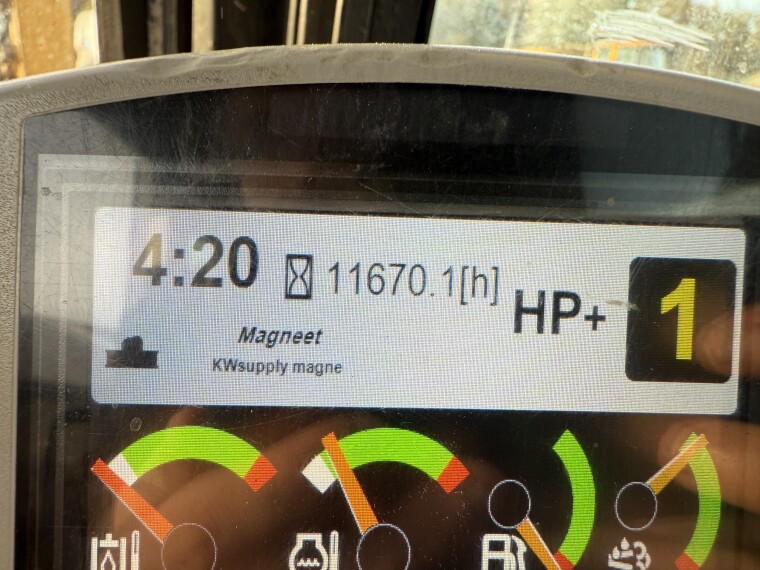 4:20 11670.1[h] HP+ 1
Magneet
KWsupply magne